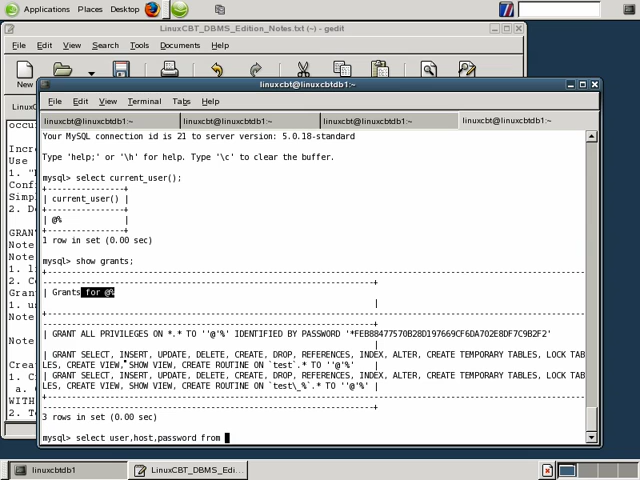 Applications Places Desktop
LinuxCBT_DBMS_Edition_Notes.txt (~) - gedit
File Edit View Search Tools Documents Help
New
linuxcbt@linuxcbtdb1:~
File Edit View Terminal Tabs Help
linuxcbt@linuxcbtdb1:~ linuxcbt@linuxcbtdb1:~ linuxcbt@linuxcbtdb1:~ linuxcbt@linuxcbtdb1:~
Your MySQL connection id is 21 to server version: 5.0.18-standard
Type 'help;' or '\h' for help. Type '\c' to clear the buffer.
mysql> select current_user();
+----------------+
| current_user() |
+----------------+
| @% |
+----------------+
1 row in set (0.00 sec)
mysql> show grants;
| Grants for @%
|
| GRANT ALL PRIVILEGES ON *.* TO ''@'%' IDENTIFIED BY PASSWORD '*FEB88477570B28D197669CF6DA702E8DF7C9B2F2'
|
| GRANT SELECT, INSERT, UPDATE, DELETE, CREATE, DROP, REFERENCES, INDEX, ALTER, CREATE TEMPORARY TABLES, LOCK TAB
LES, CREATE VIEW, SHOW VIEW, CREATE ROUTINE ON `test`.* TO ''@'%' |
| GRANT SELECT, INSERT, UPDATE, DELETE, CREATE, DROP, REFERENCES, INDEX, ALTER, CREATE TEMPORARY TABLES, LOCK TAB
LES, CREATE VIEW, SHOW VIEW, CREATE ROUTINE ON `test\_%`.* TO ''@'%' |
3 rows in set (0.00 sec)
mysql> select user,host,password from
linuxcbtdb1 LinuxCBT_DBMS_Edi...